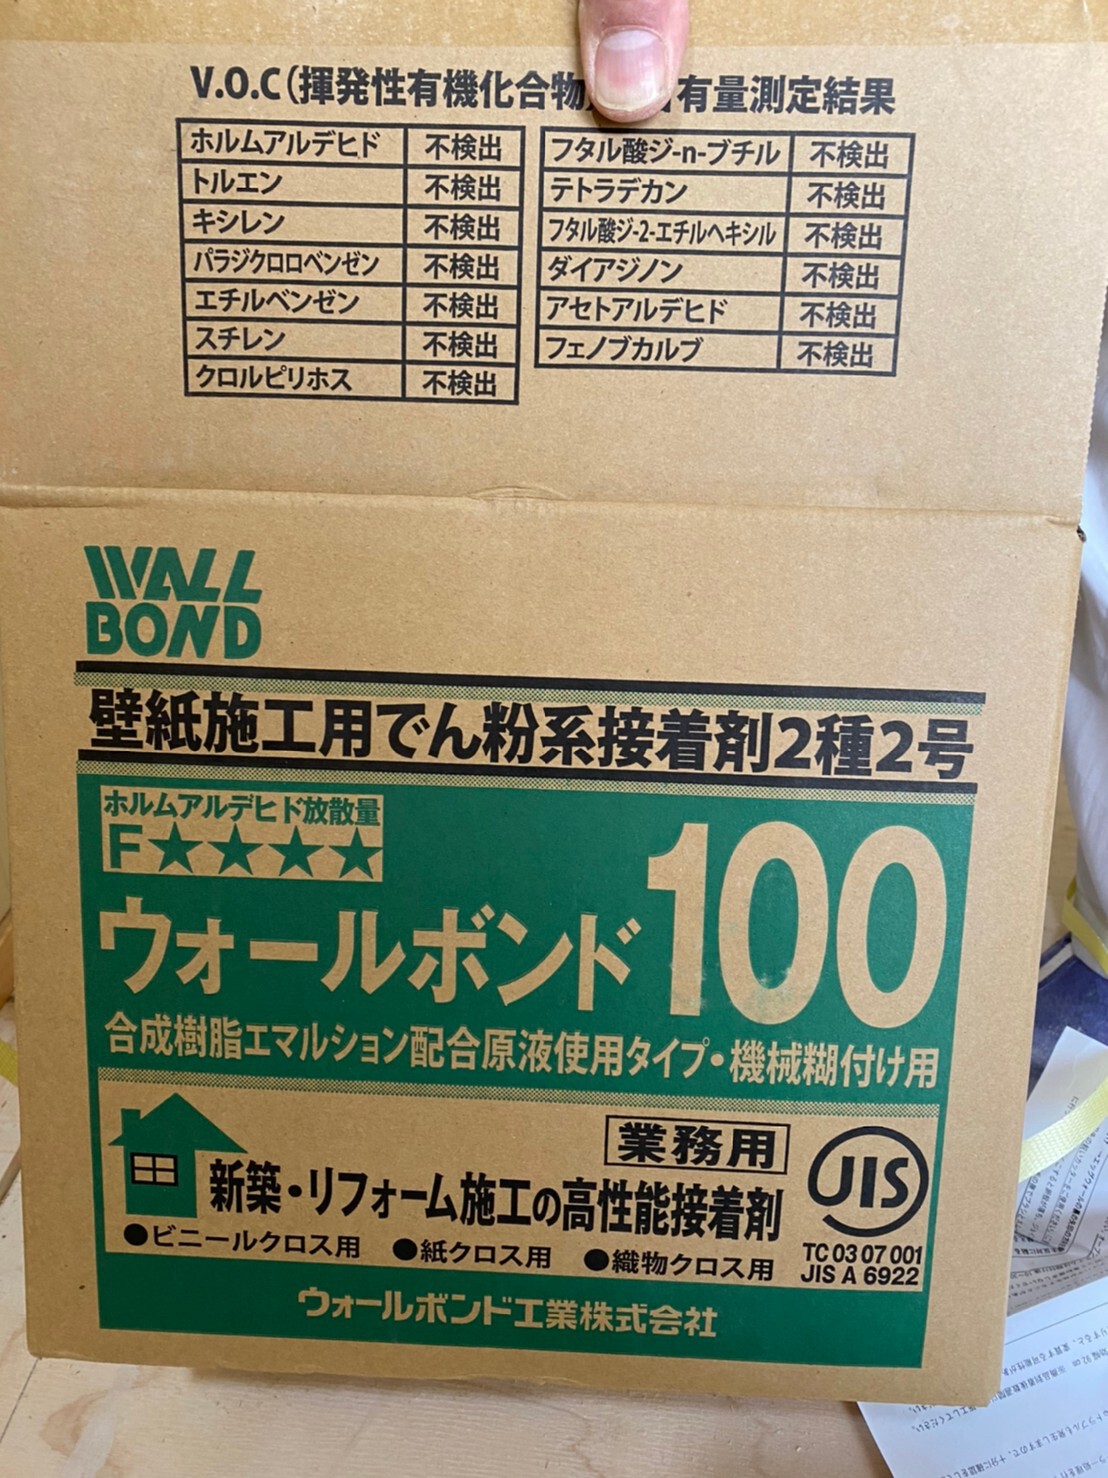 V.O.C(揮発性有機化合物 有量測定結果
ホルムアルデヒド 不検出
トルエン 不検出
キシレン 不検出
パラジクロロベンゼン 不検出
エチルベンゼン 不検出
スチレン 不検出
クロルピリホス 不検出
フタル酸ジ-n-ブチル 不検出
テトラデカン 不検出
フタル酸ジ-2-エチルヘキシル 不検出
ダイアジノン 不検出
アセトアルデヒド 不検出
フェノブカルブ 不検出
WALL
BOND
壁紙施工用でん粉系接着剤2種2号
ホルムアルデヒド放散量
F★★★★
ウォールボンド100
合成樹脂エマルション配合原液使用タイプ・機械糊付け用
業務用
新築・リフォーム施工の高性能接着剤
●ビニールクロス用 ●紙クロス用 ●織物クロス用
JIS
TC 03 07 001
JIS A 6922
ウォールボンド工業株式会社